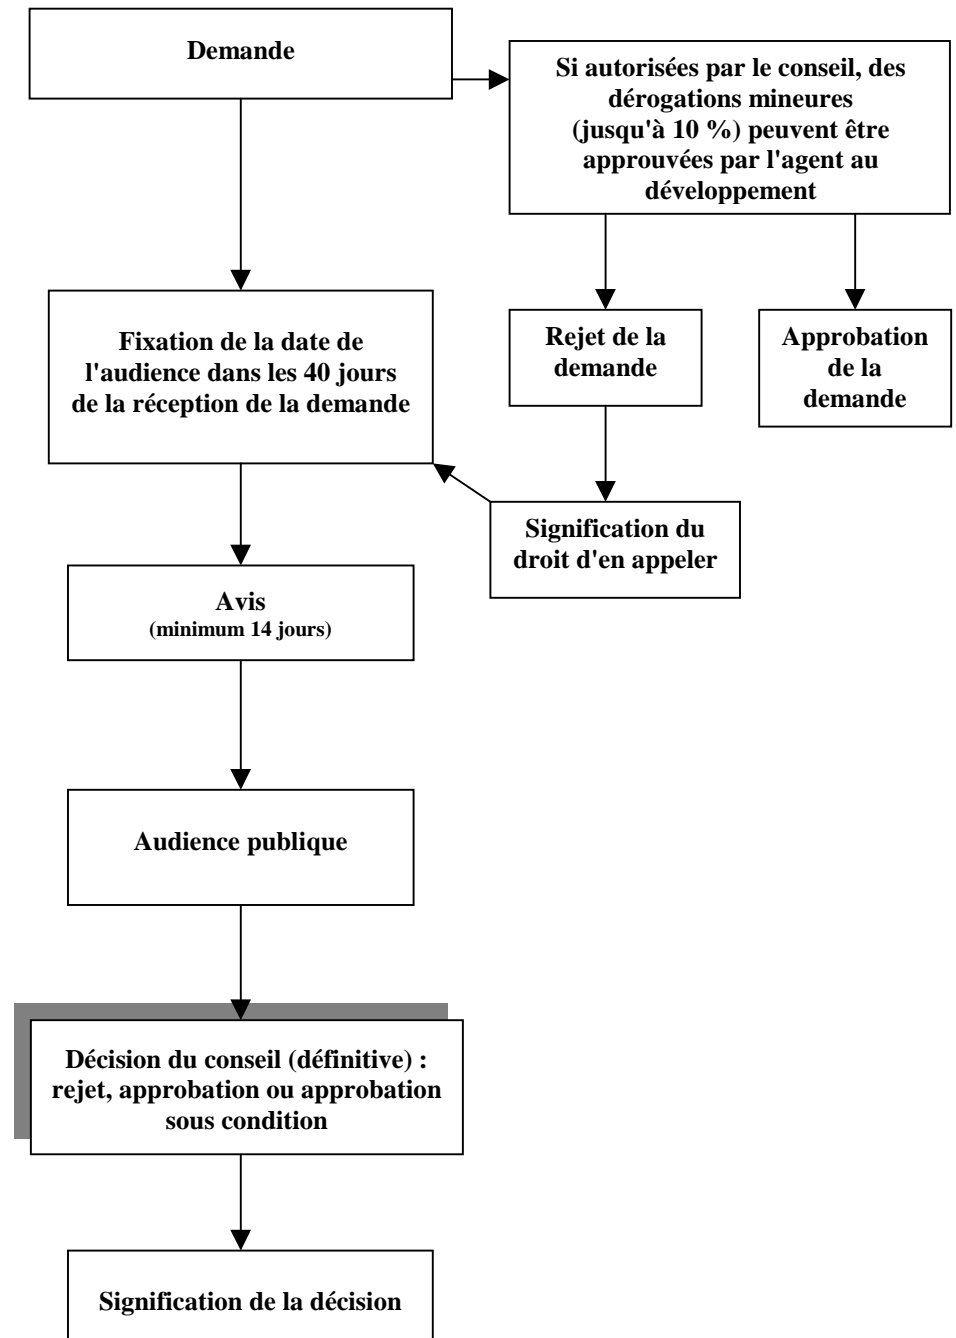 Demande
Si autorisées par le conseil, des
dérogations mineures
(jusqu'à 10 %) peuvent être
approuvées par l'agent au
développement
Fixation de la date de
l'audience dans les 40 jours
de la réception de la demande
Rejet de la
demande
Approbation
de la
demande
Signification du
droit d'en appeler
Avis
(minimum 14 jours)
Audience publique
Décision du conseil (définitive) :
rejet, approbation ou approbation
sous condition
Signification de la décision